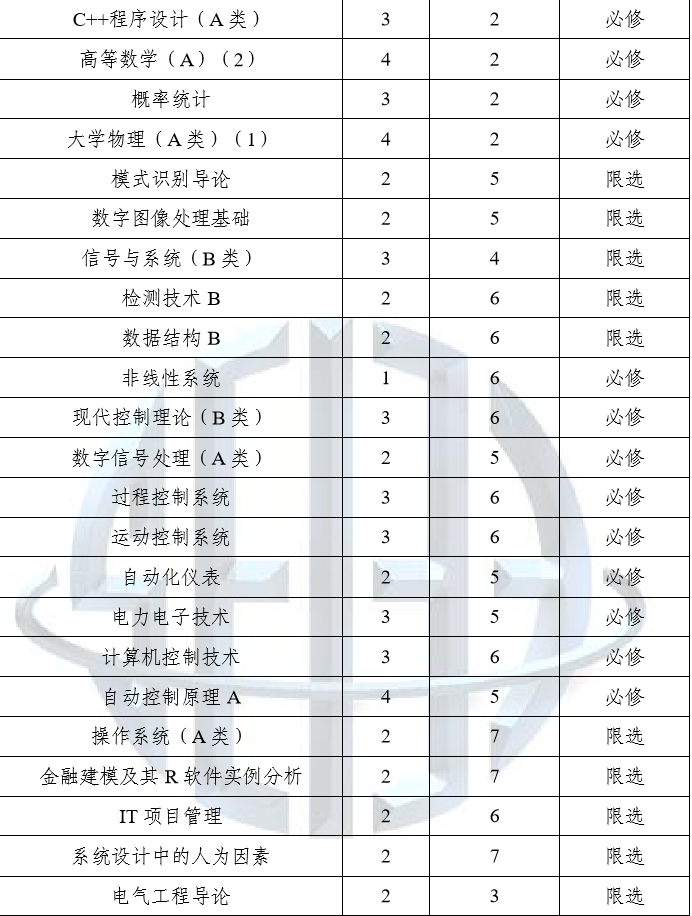 C++程序设计（A 类） 3 2 必修
高等数学（A）（2） 4 2 必修
概率统计 3 2 必修
大学物理（A 类）（1） 4 2 必修
模式识别导论 2 5 限选
数字图像处理基础 2 5 限选
信号与系统（B 类） 3 4 限选
检测技术 B 2 6 限选
数据结构 B 2 6 限选
非线性系统 1 6 必修
现代控制理论（B 类） 3 6 必修
数字信号处理（A 类） 2 5 必修
过程控制系统 3 6 必修
运动控制系统 3 6 必修
自动化仪表 2 5 必修
电力电子技术 3 5 必修
计算机控制技术 3 6 必修
自动控制原理 A 4 5 必修
操作系统（A 类） 2 7 限选
金融建模及其 R 软件实例分析 2 7 限选
IT 项目管理 2 6 限选
系统设计中的人为因素 2 7 限选
电气工程导论 2 3 限选